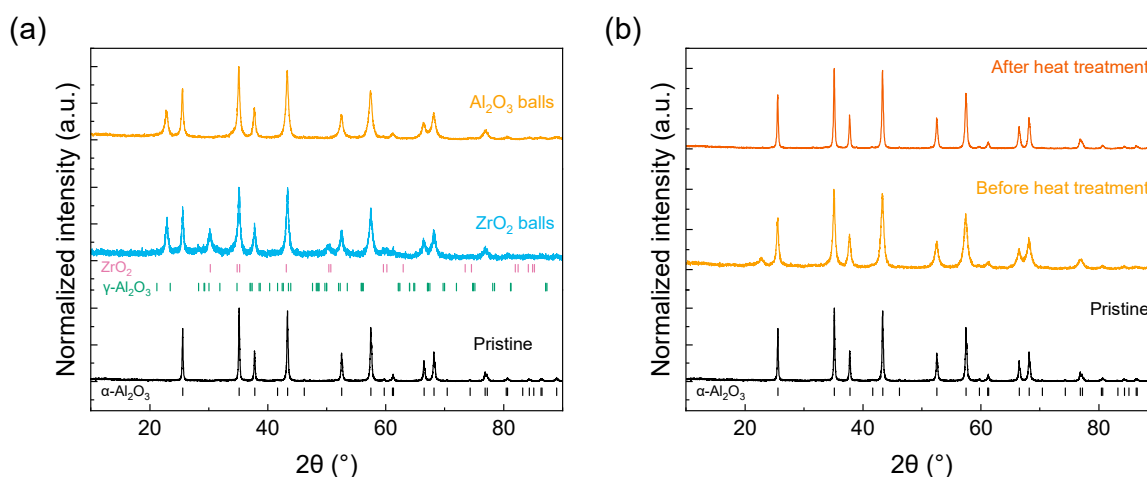 (a)
Normalized intensity (a.u.)
Al₂O₃ balls
ZrO₂ balls
ZrO₂
γ-Al₂O₃
Pristine
α-Al₂O₃
20 40 60 80
2θ (°)
(b)
Normalized intensity (a.u.)
After heat treatment
Before heat treatment
Pristine
α-Al₂O₃
20 40 60 80
2θ (°)